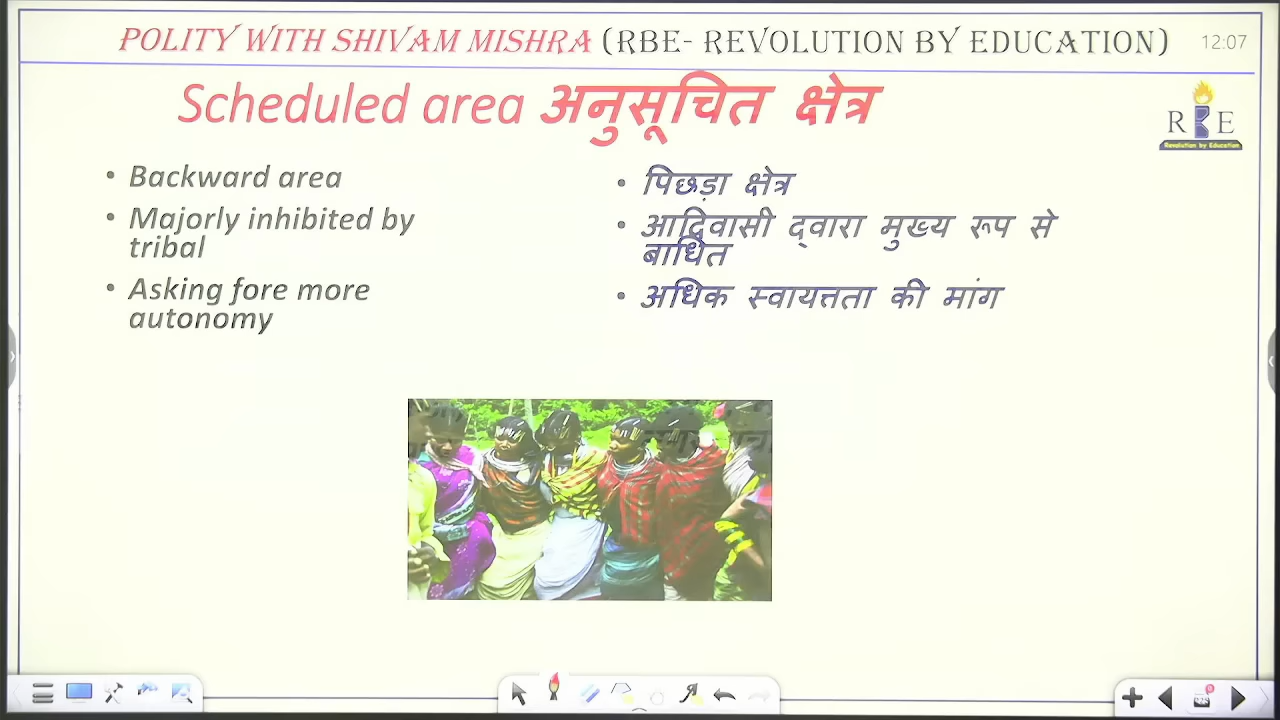 POLITY WITH SHIVAM MISHRA (RBE- REVOLUTION BY EDUCATION)
12:07
Scheduled area अनुसूचित क्षेत्र
RBE
Revolution by Education
• Backward area
• Majorly inhibited by
tribal
• Asking fore more
autonomy
• पिछड़ा क्षेत्र
• आदिवासी द्वारा मुख्य रूप से
बाधित
• अधिक स्वायत्तता की मांग